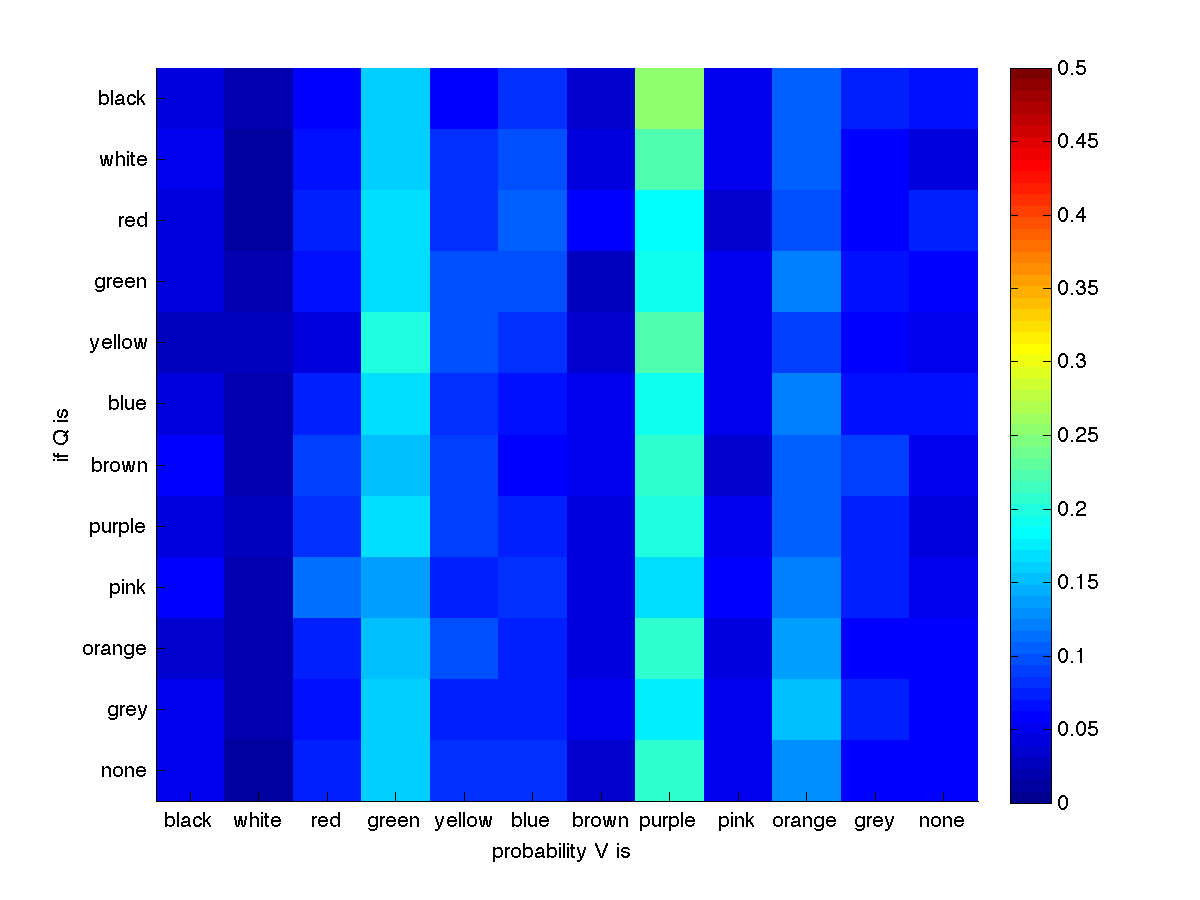 if Q is
black
white
red
green
yellow
blue
brown
purple
pink
orange
grey
none
black white red green yellow blue brown purple pink orange grey none
probability V is
0.5
0.45
0.4
0.35
0.3
0.25
0.2
0.15
0.1
0.05
0